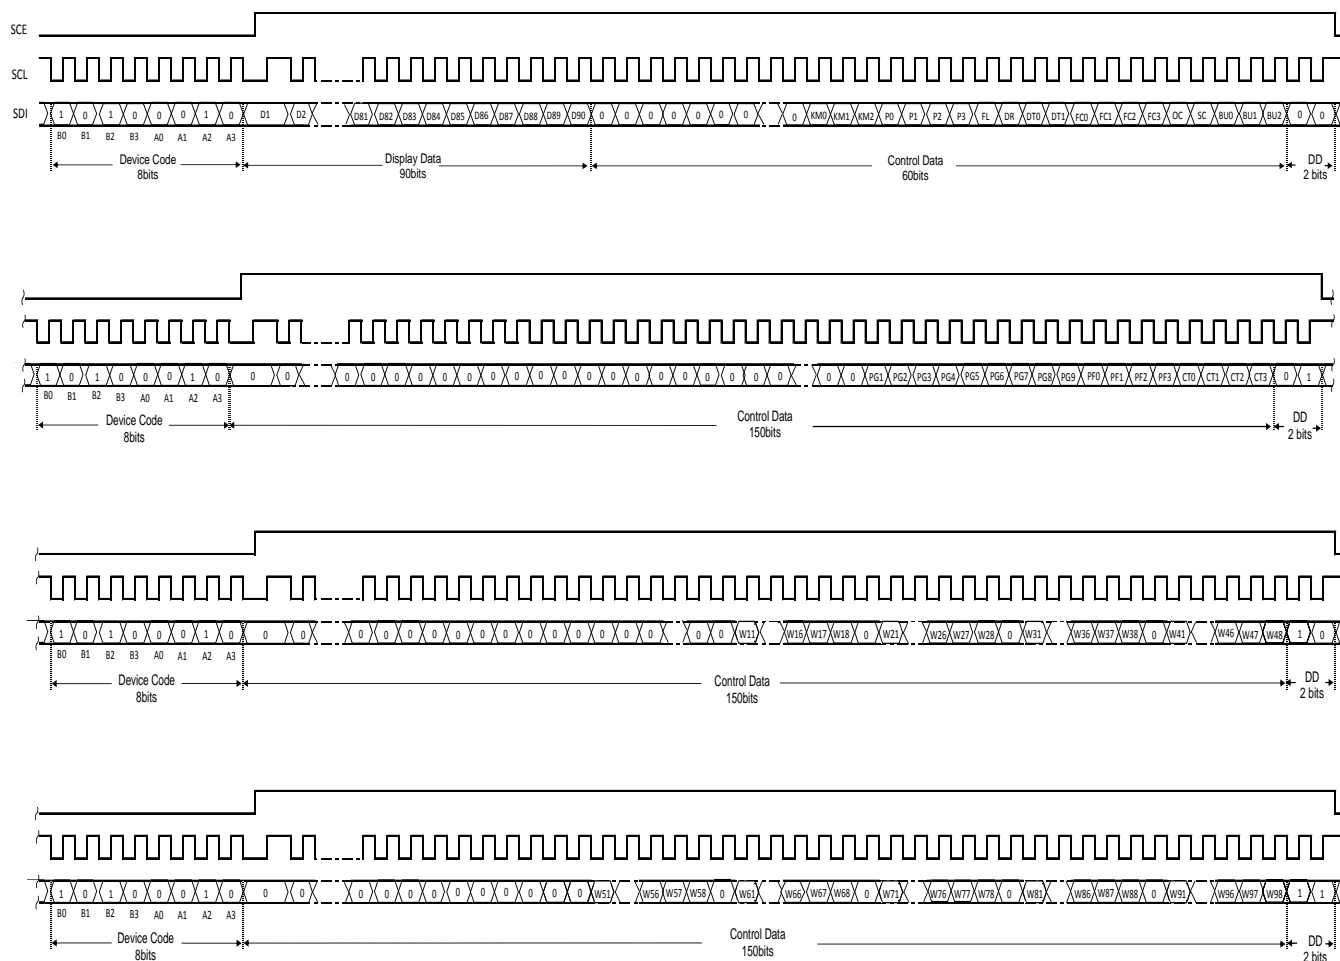 SCE
SCL
SDI 1 0 1 0 0 0 1 0 D1 D2 D81 D82 D83 D84 D85 D86 D87 D88 D89 D90 0 0 0 0 0 0 0 0 KM0 KM1 KM2 P0 P1 P2 P3 FL DR DT0 DT1 FC0 FC1 FC2 FC3 OC SC BU0 BU1 BU2 0 0
B0 B1 B2 B3 A0 A1 A2 A3
Device Code Display Data Control Data DD
8bits 90bits 60bits 2 bits
1 0 1 0 0 0 1 0 0 0 0 0 0 0 0 0 0 0 0 0 0 0 0 0 0 0 0 0 0 0 0 PG1 PG2 PG3 PG4 PG5 PG6 PG7 PG8 PG9 PF0 PF1 PF2 PF3 CT0 CT1 CT2 CT3 0 1
B0 B1 B2 B3 A0 A1 A2 A3
Device Code Control Data DD
8bits 150bits 2 bits
1 0 1 0 0 0 1 0 0 0 0 0 0 0 0 0 0 0 0 0 0 0 0 0 0 W11 W16 W17 W18 0 W21 W26 W27 W28 0 W31 W36 W37 W38 0 W41 W46 W47 W48 1 0
B0 B1 B2 B3 A0 A1 A2 A3
Device Code Control Data DD
8bits 150bits 2 bits
1 0 1 0 0 0 1 0 0 0 0 0 0 0 0 0 0 0 0 0 W51 W56 W57 W58 0 W61 W66 W67 W68 0 W71 W76 W77 W78 0 W81 W86 W87 W88 0 W91 W96 W97 W98 1 1
B0 B1 B2 B3 A0 A1 A2 A3
Device Code Control Data DD
8bits 150bits 2 bits